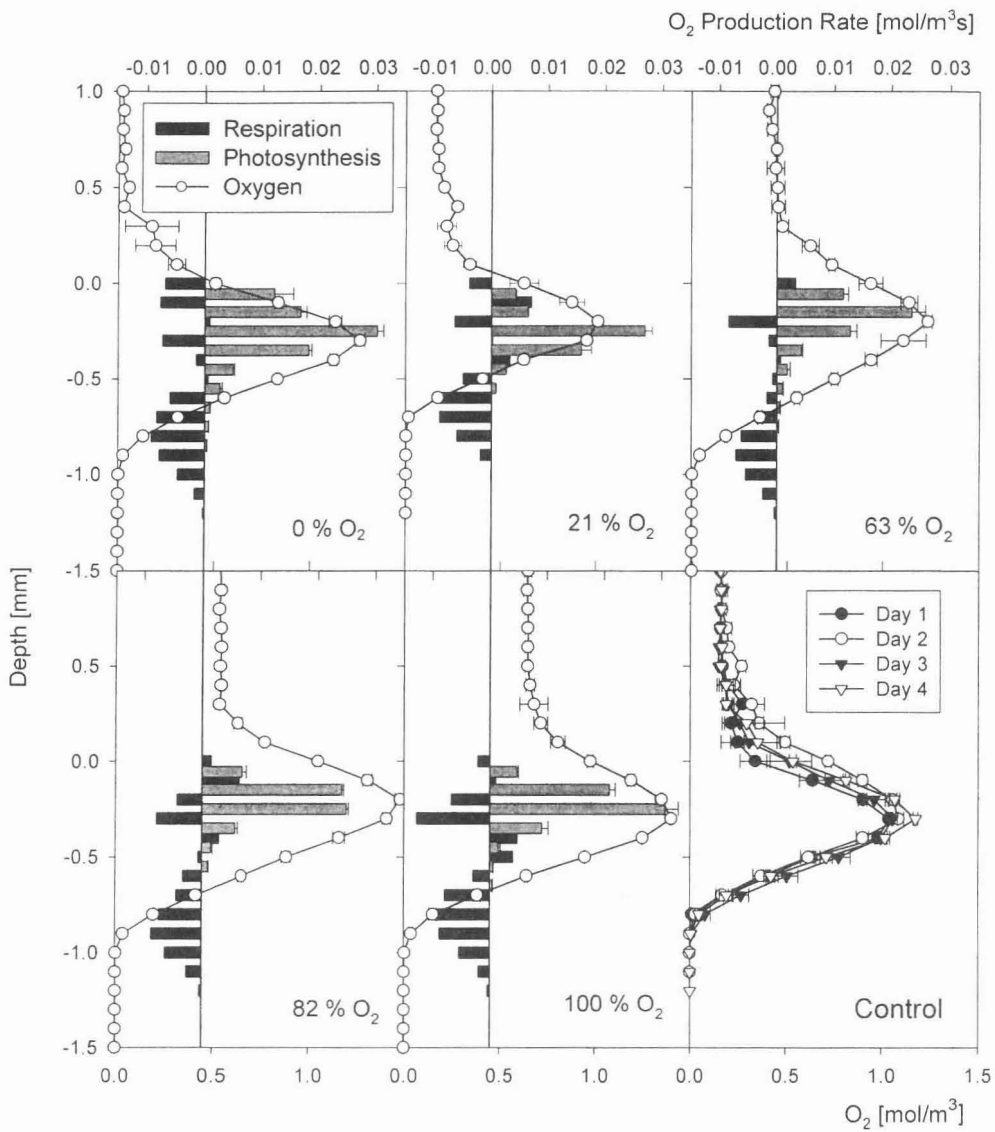 O2 Production Rate [mol/m3s]
-0.01 0.00 0.01 0.02 0.03 -0.01 0.00 0.01 0.02 0.03 -0.01 0.00 0.01 0.02 0.03
1.0
0.5
0.0
-0.5
-1.0
Respiration
Photosynthesis
Oxygen
0 % O2
21 % O2
63 % O2
Depth [mm]
-1.5
0.5
0.0
-0.5
-1.0
-1.5
Day 1
Day 2
Day 3
Day 4
82 % O2
100 % O2
Control
0.0 0.5 1.0 0.0 0.5 1.0 0.0 0.5 1.0 1.5
O2 [mol/m3]